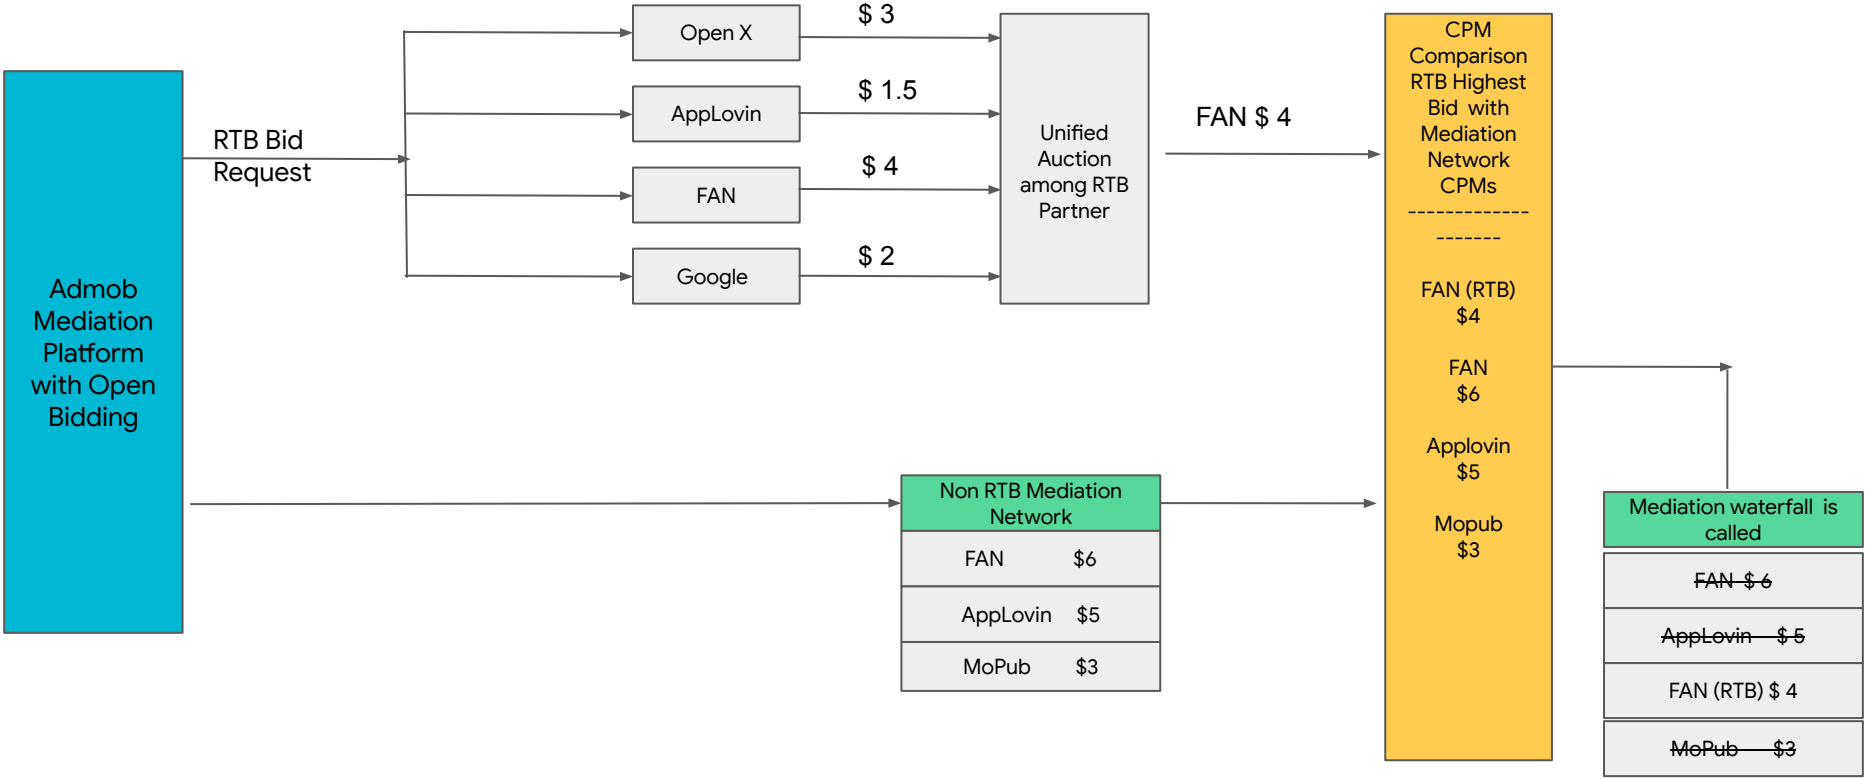 Admob
Mediation
Platform
with Open
Bidding
RTB Bid
Request
Open X
$ 3
AppLovin
$ 1.5
FAN
$ 4
Google
$ 2
Unified
Auction
among RTB
Partner
FAN $ 4
Non RTB Mediation
Network
FAN $6
AppLovin $5
MoPub $3
CPM
Comparison
RTB Highest
Bid with
Mediation
Network
CPMs
-------------
-------
FAN (RTB)
$4
FAN
$6
Applovin
$5
Mopub
$3
Mediation waterfall is
called
FAN $ 6
AppLovin $ 5
FAN (RTB) $ 4
MoPub $3